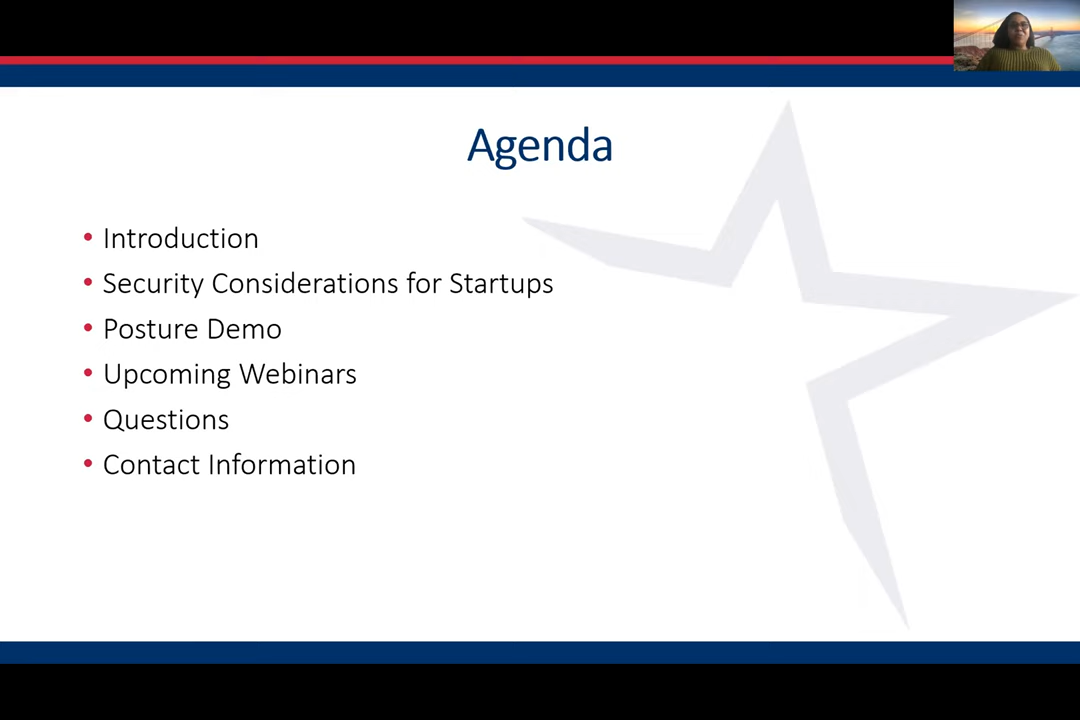 Agenda
• Introduction
• Security Considerations for Startups
• Posture Demo
• Upcoming Webinars
• Questions
• Contact Information